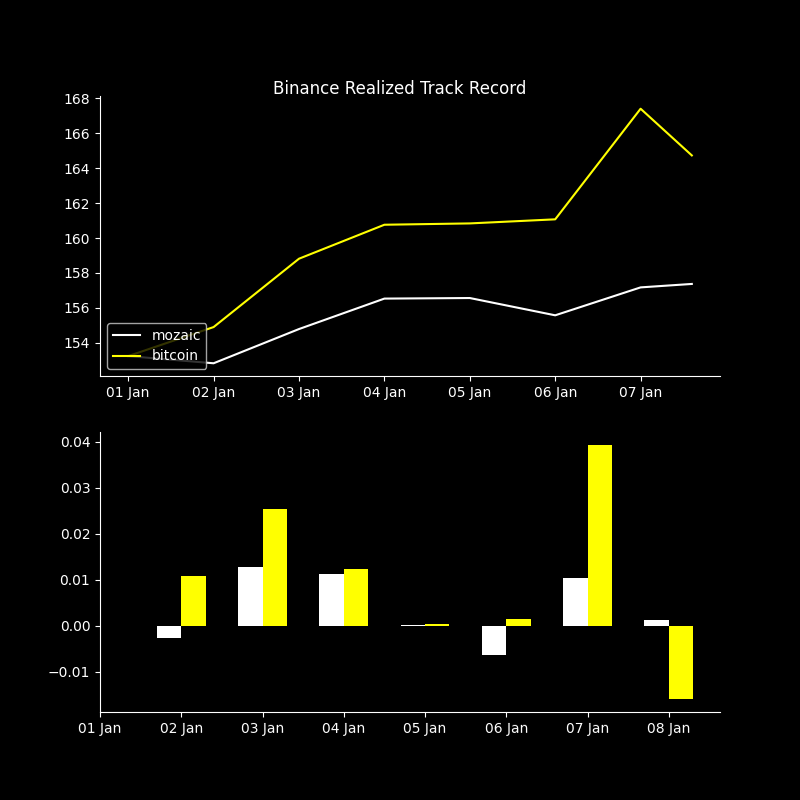 Binance Realized Track Record
168
166
164
162
160
158
156
154
mozaic
bitcoin
01 Jan 02 Jan 03 Jan 04 Jan 05 Jan 06 Jan 07 Jan
0.04
0.03
0.02
0.01
0.00
−0.01
01 Jan 02 Jan 03 Jan 04 Jan 05 Jan 06 Jan 07 Jan 08 Jan